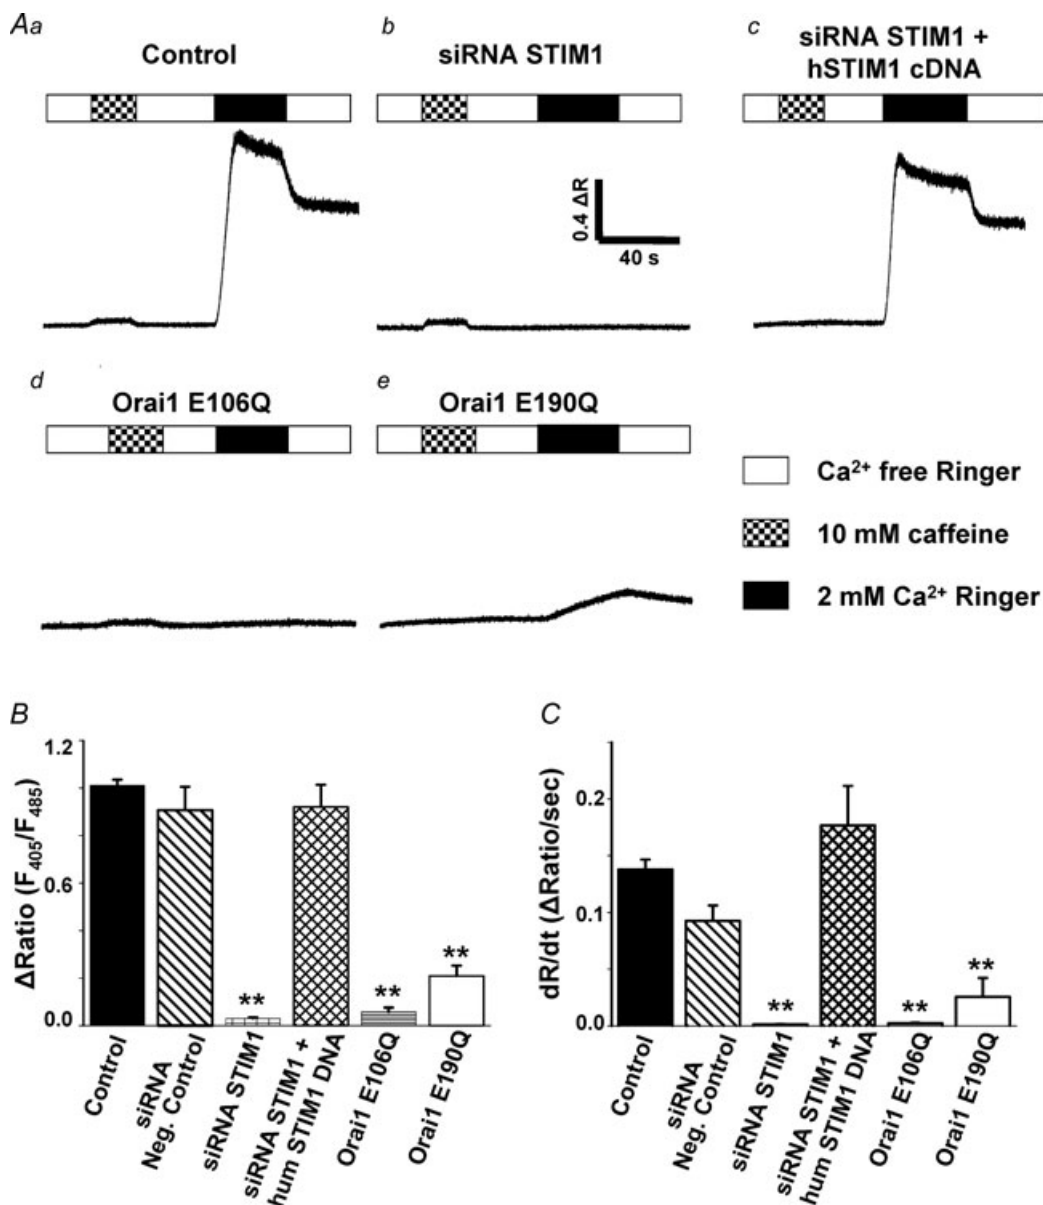 Aa
Control
b
siRNA STIM1
c
siRNA STIM1 +
hSTIM1 cDNA
0.4 ΔR
40 s
d
Orai1 E106Q
e
Orai1 E190Q
Ca²⁺ free Ringer
10 mM caffeine
2 mM Ca²⁺ Ringer
B
ΔRatio (F₄₀₅/F₄₈₅)
1.2
0.6
0.0
**
**
**
Control
siRNA
Neg. Control
siRNA STIM1
siRNA STIM1 +
hum STIM1 DNA
Orai1 E106Q
Orai1 E190Q
C
dR/dt (ΔRatio/sec)
0.2
0.1
0.0
**
**
**
Control
siRNA
Neg. Control
siRNA STIM1
siRNA STIM1 +
hum STIM1 DNA
Orai1 E106Q
Orai1 E190Q